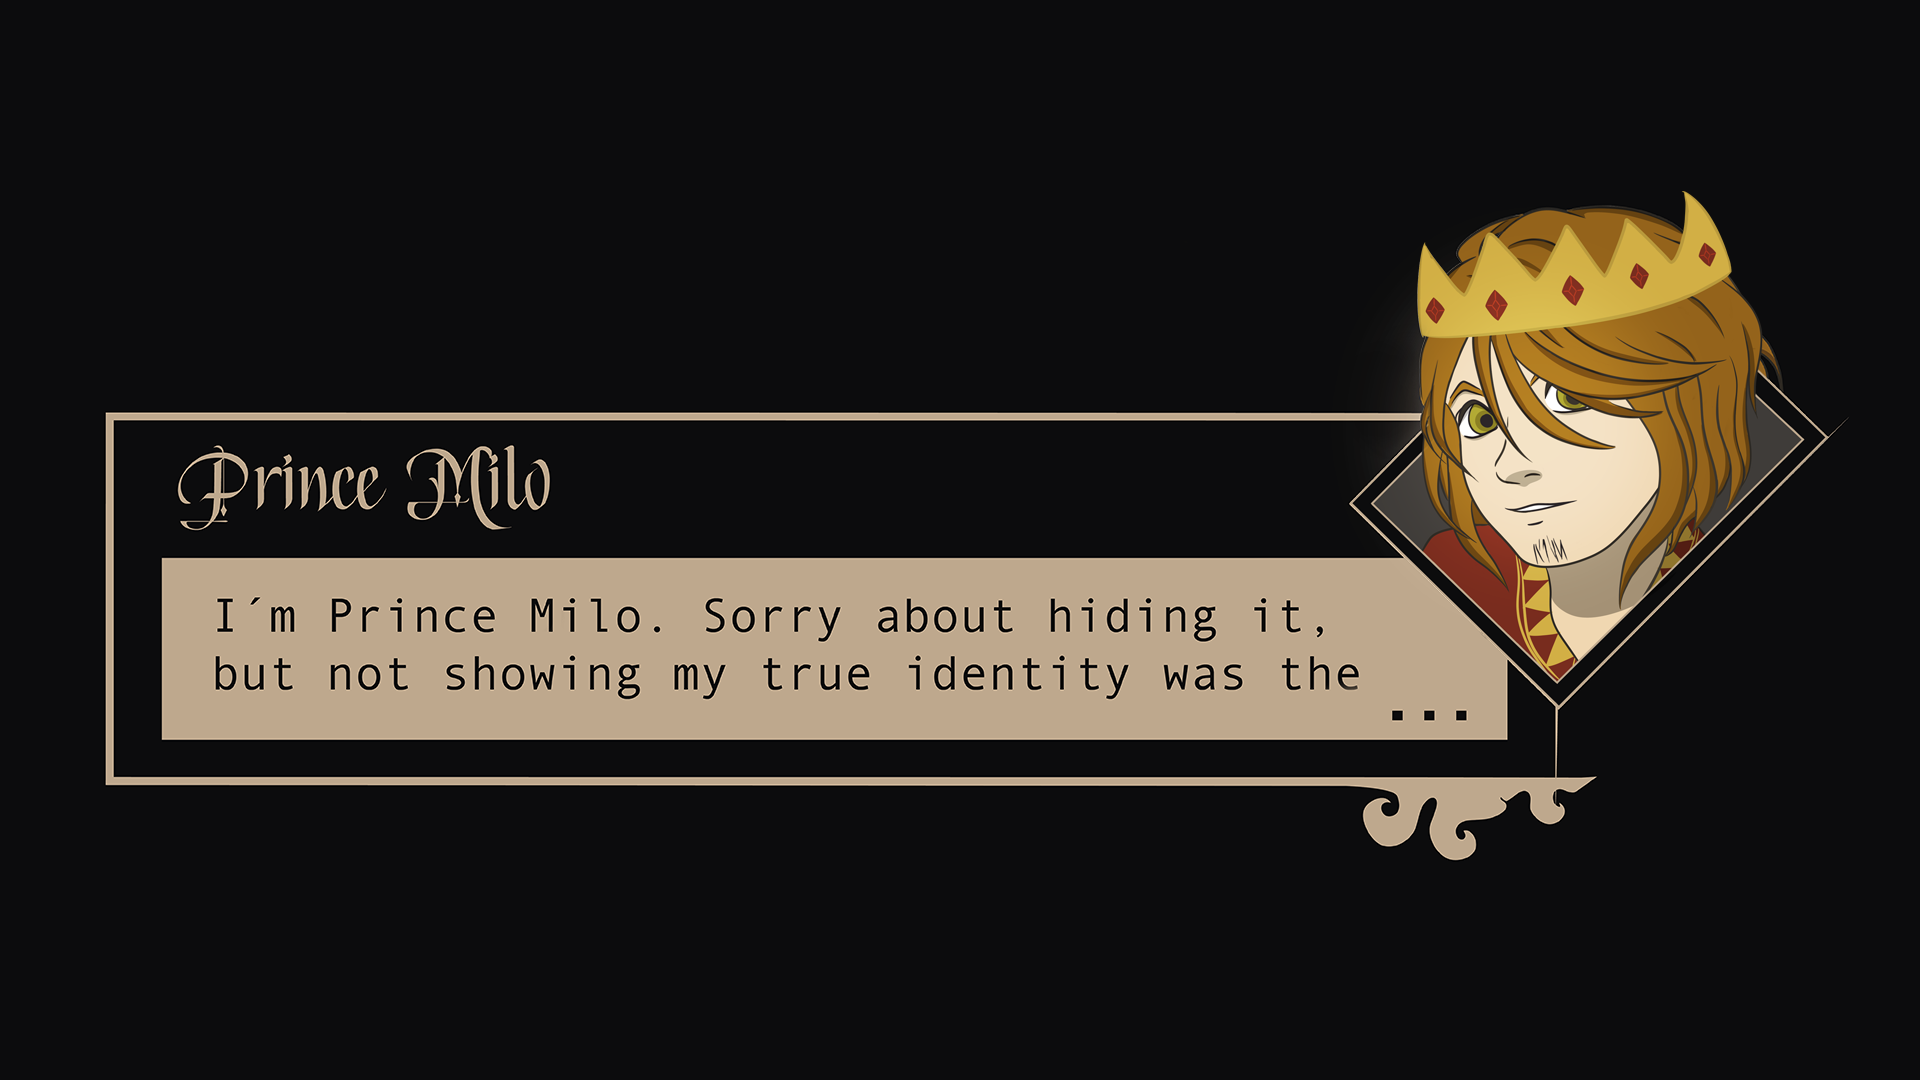 Prince Milo
I´m Prince Milo. Sorry about hiding it,
but not showing my true identity was the
...